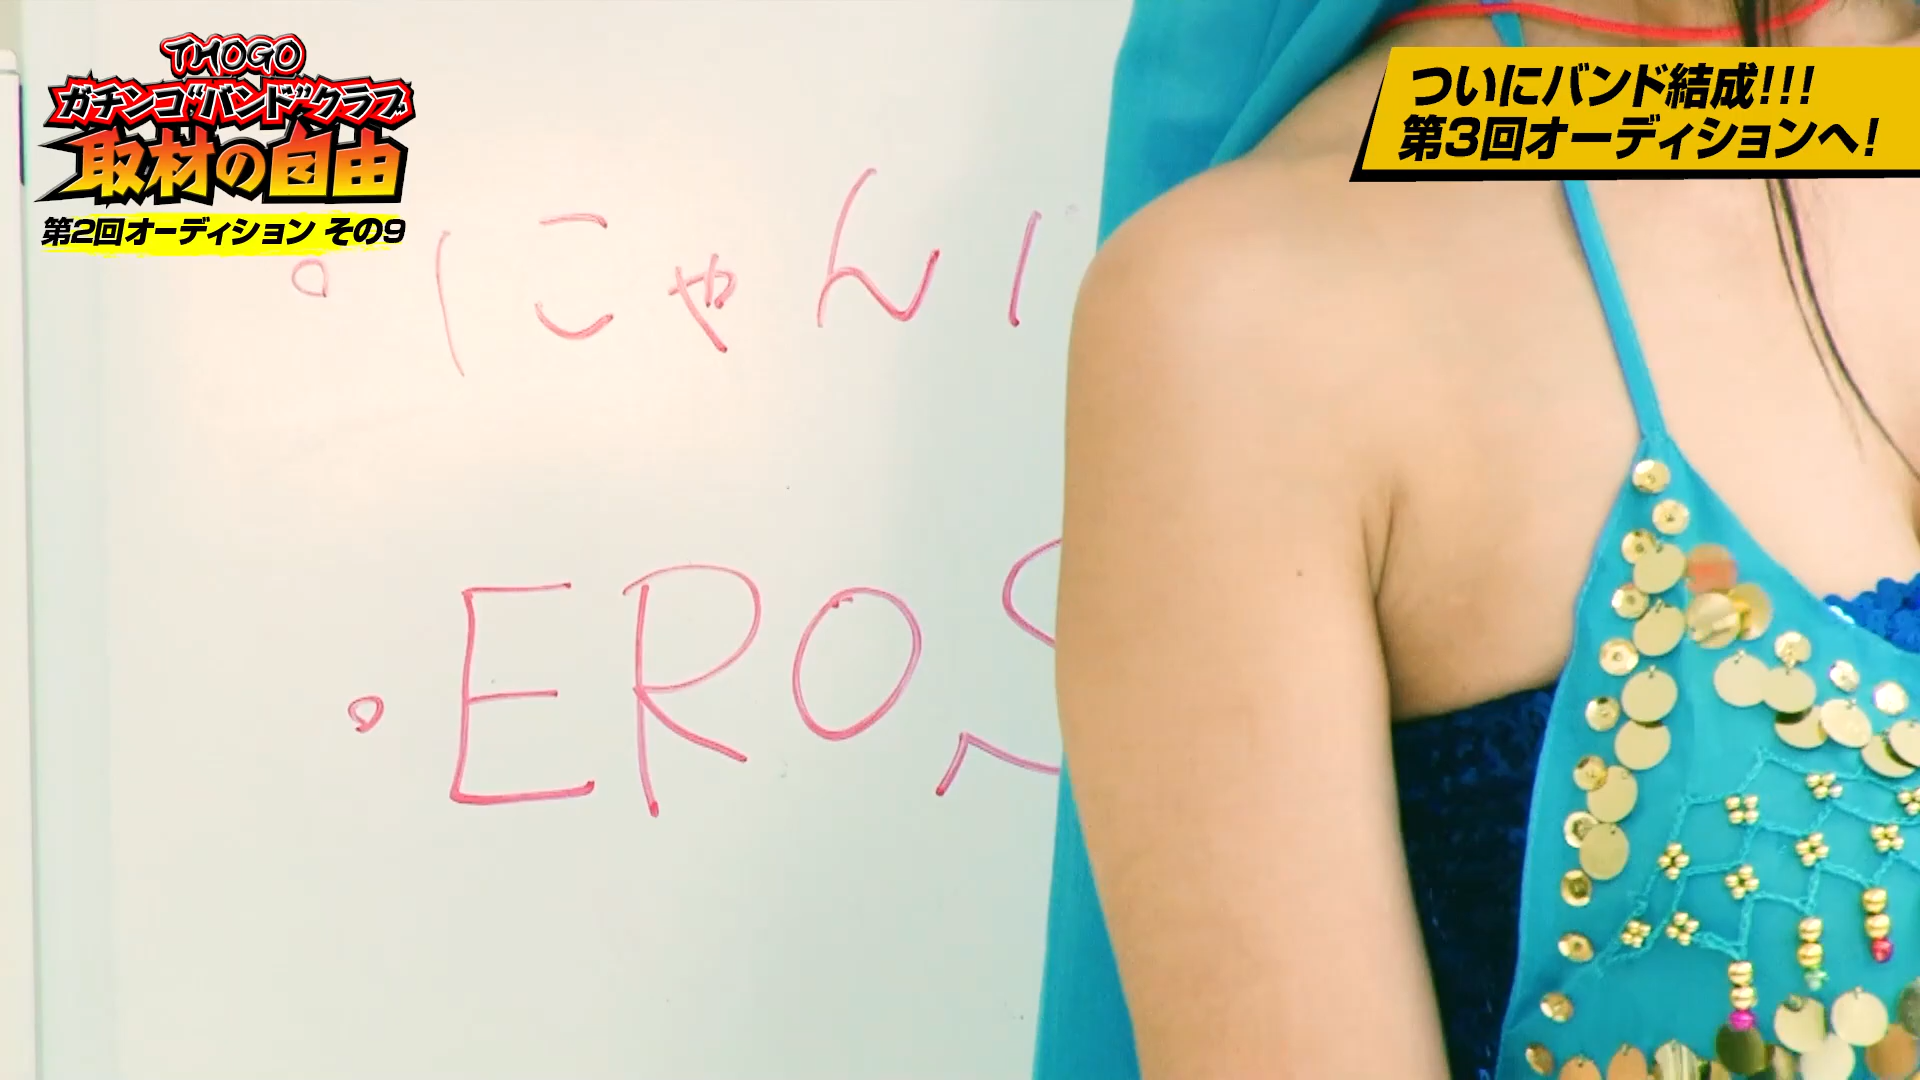 TMOGO
ガチンコ"バンド"クラブ
取材の自由
第2回オーディション その9
ついにバンド結成!!!
第3回オーディションへ!
・にゃん
・EROS